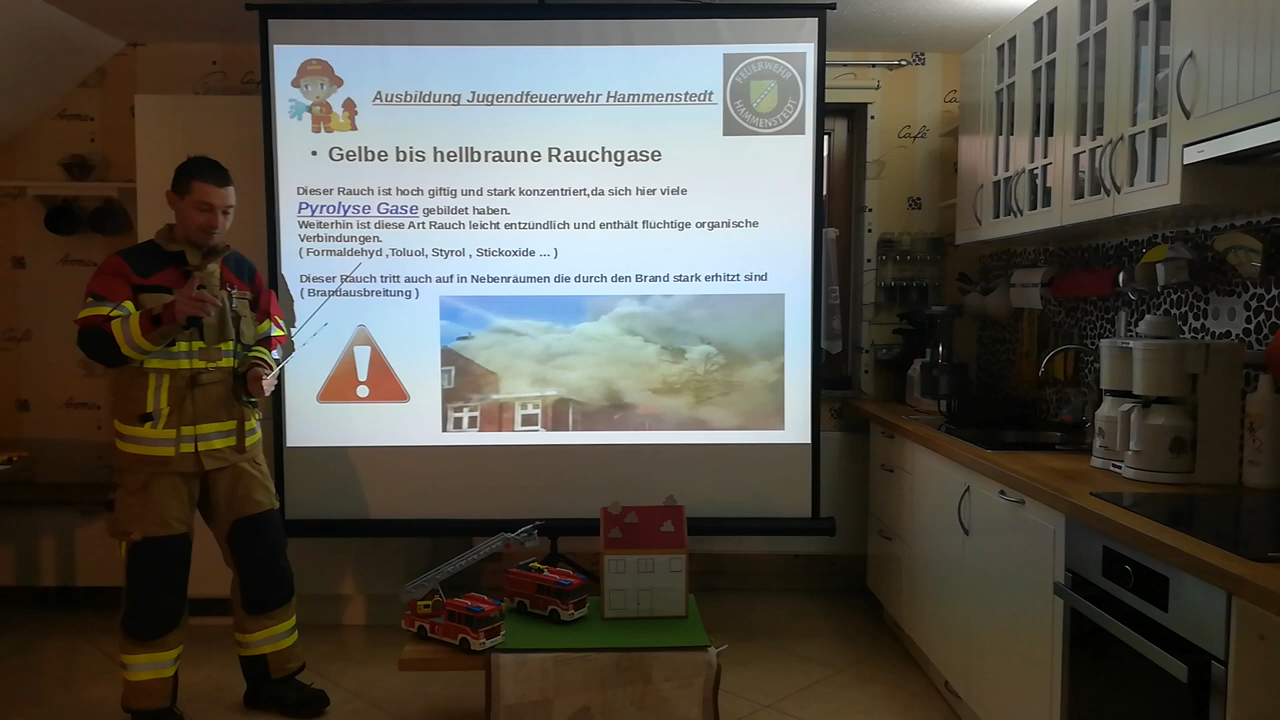 Ausbildung Jugendfeuerwehr Hammenstedt
FEUERWEHR
HAMMENSTEDT
• Gelbe bis hellbraune Rauchgase
Dieser Rauch ist hoch giftig und stark konzentriert,da sich hier viele
Pyrolyse Gase gebildet haben.
Weiterhin ist diese Art Rauch leicht entzündlich und enthält fluchtige organische
Verbindungen.
( Formaldehyd ,Toluol, Styrol , Stickoxide ... )
Dieser Rauch tritt auch auf in Nebenräumen die durch den Brand stark erhitzt sind
( Brandausbreitung )
Café